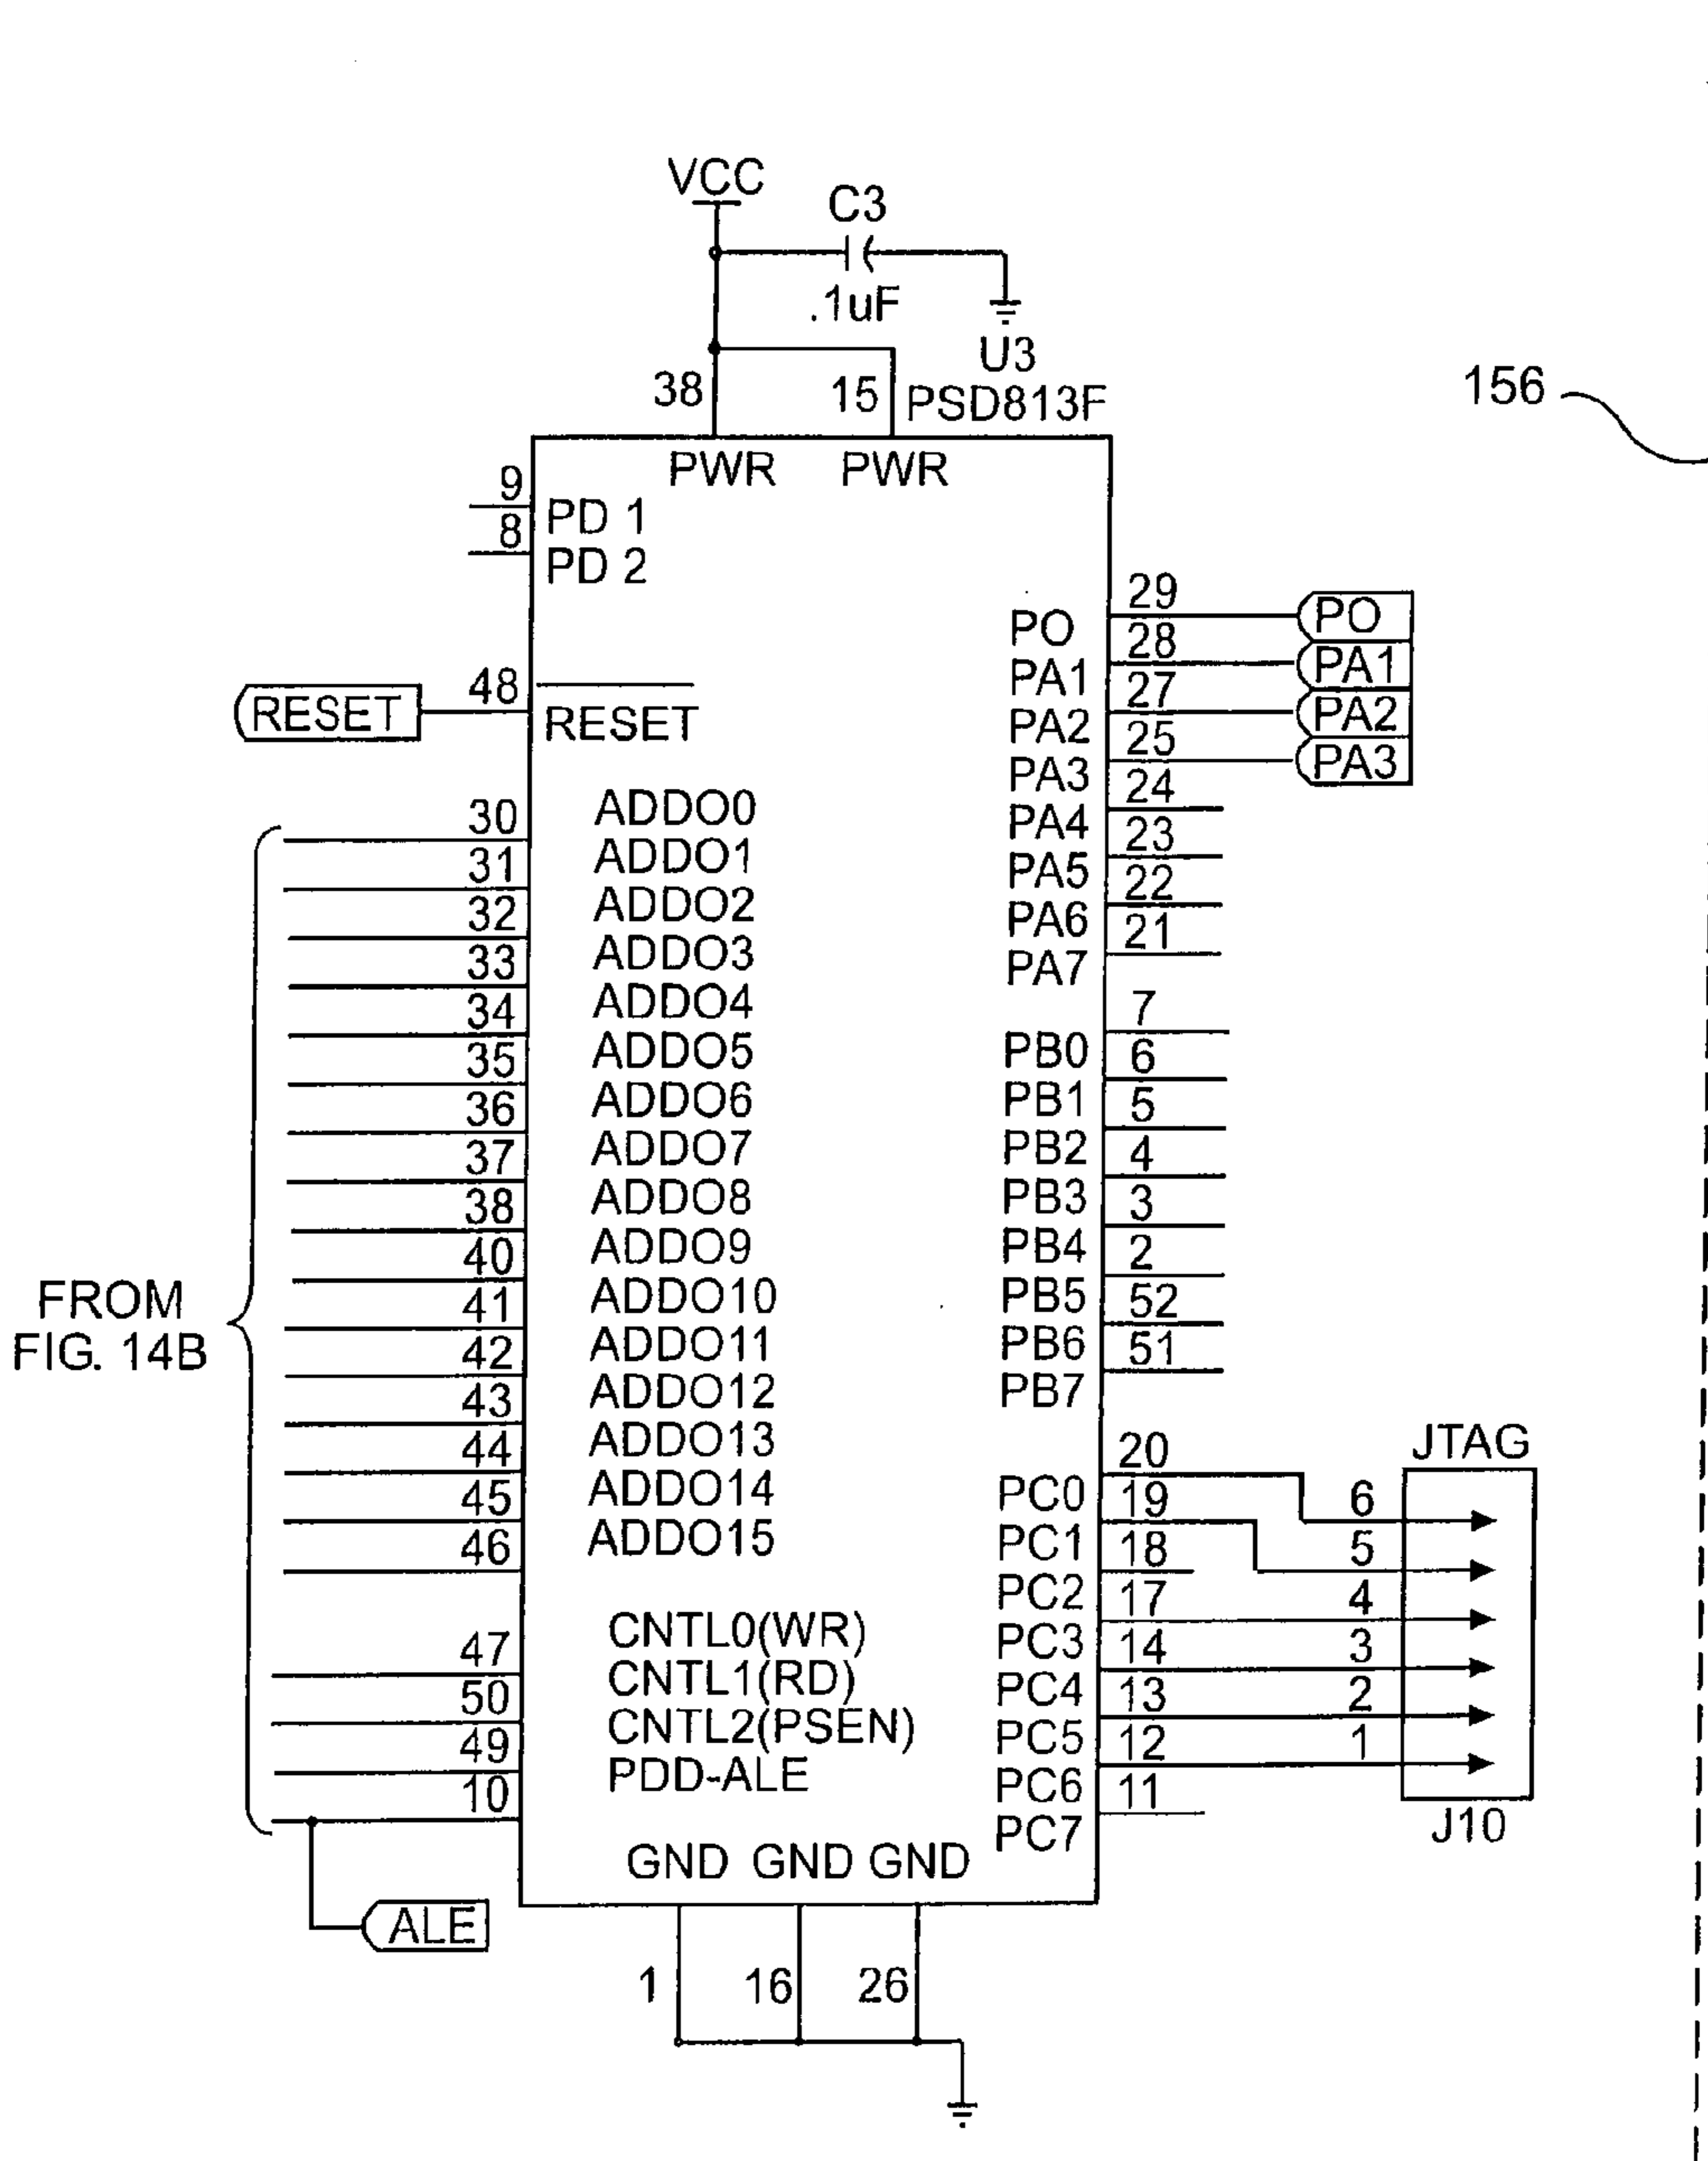 VCC
C3
.1uF
U3
PSD813F
156
38
15
PWR PWR
9
PD 1
8
PD 2
48
RESET
RESET
29
PO
PO
28
PA1
PA1
27
PA2
PA2
25
PA3
PA3
24
PA4
23
PA5
22
PA6
21
PA7
7
PB0
6
PB1
5
PB2
4
PB3
3
PB4
2
PB5
52
PB6
51
PB7
FROM
FIG. 14B
30
ADDO0
31
ADDO1
32
ADDO2
33
ADDO3
34
ADDO4
35
ADDO5
36
ADDO6
37
ADDO7
38
ADDO8
40
ADDO9
41
ADDO10
42
ADDO11
43
ADDO12
44
ADDO13
45
ADDO14
46
ADDO15
47
CNTL0(WR)
50
CNTL1(RD)
49
CNTL2(PSEN)
10
PDD-ALE
ALE
20
PC0
19
PC1
18
PC2
17
PC3
14
PC4
13
PC5
12
PC6
11
PC7
JTAG
6
5
4
3
2
1
J10
GND GND GND
1
16
26